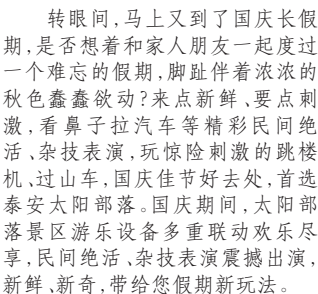 转眼间,马上又到了国庆长假
期,是否想着和家人朋友一起度过
一个难忘的假期,脚趾伴着浓浓的
秋色蠢蠢欲动?来点新鲜、要点刺
激,看鼻子拉汽车等精彩民间绝
活、杂技表演,玩惊险刺激的跳楼
机、过山车,国庆佳节好去处,首选
泰安太阳部落。国庆期间,太阳部
落景区游乐设备多重联动欢乐尽
享,民间绝活、杂技表演震撼出演,
新鲜、新奇,带给您假期新玩法。